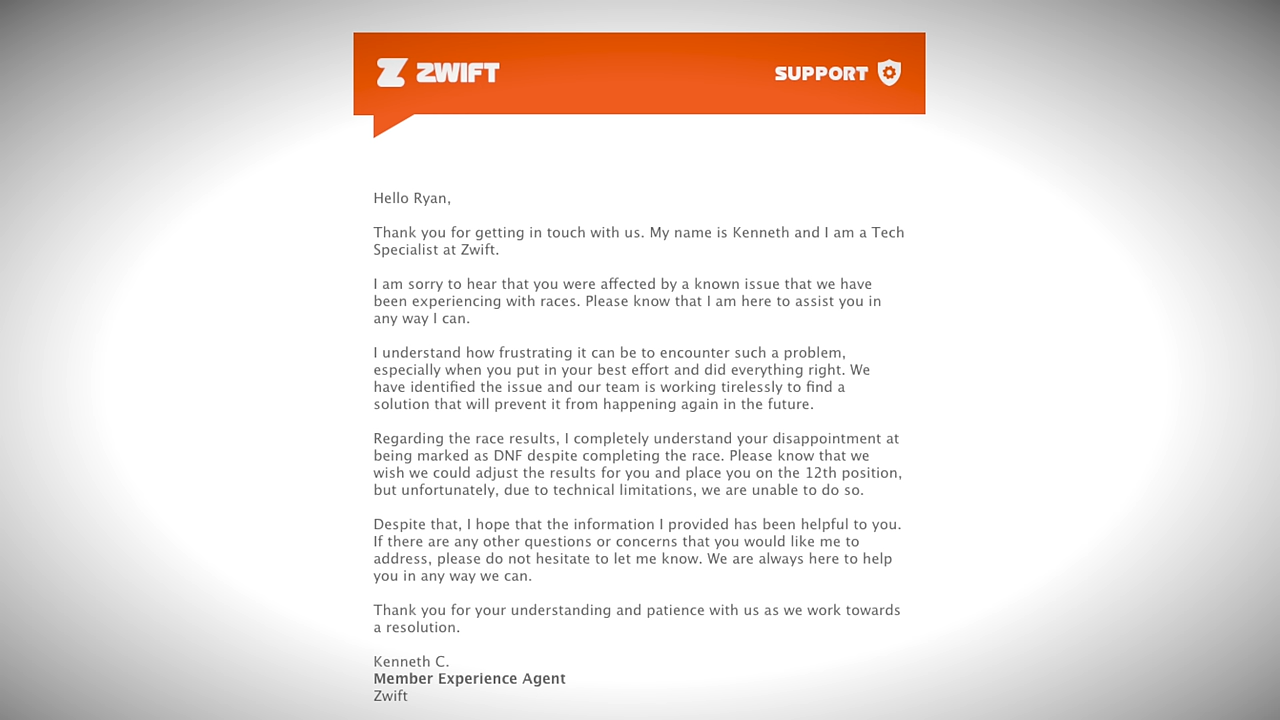 ZWIFT
SUPPORT
Hello Ryan,
Thank you for getting in touch with us. My name is Kenneth and I am a Tech
Specialist at Zwift.
I am sorry to hear that you were affected by a known issue that we have
been experiencing with races. Please know that I am here to assist you in
any way I can.
I understand how frustrating it can be to encounter such a problem,
especially when you put in your best effort and did everything right. We
have identified the issue and our team is working tirelessly to find a
solution that will prevent it from happening again in the future.
Regarding the race results, I completely understand your disappointment at
being marked as DNF despite completing the race. Please know that we
wish we could adjust the results for you and place you on the 12th position,
but unfortunately, due to technical limitations, we are unable to do so.
Despite that, I hope that the information I provided has been helpful to you.
If there are any other questions or concerns that you would like me to
address, please do not hesitate to let me know. We are always here to help
you in any way we can.
Thank you for your understanding and patience with us as we work towards
a resolution.
Kenneth C.
Member Experience Agent
Zwift